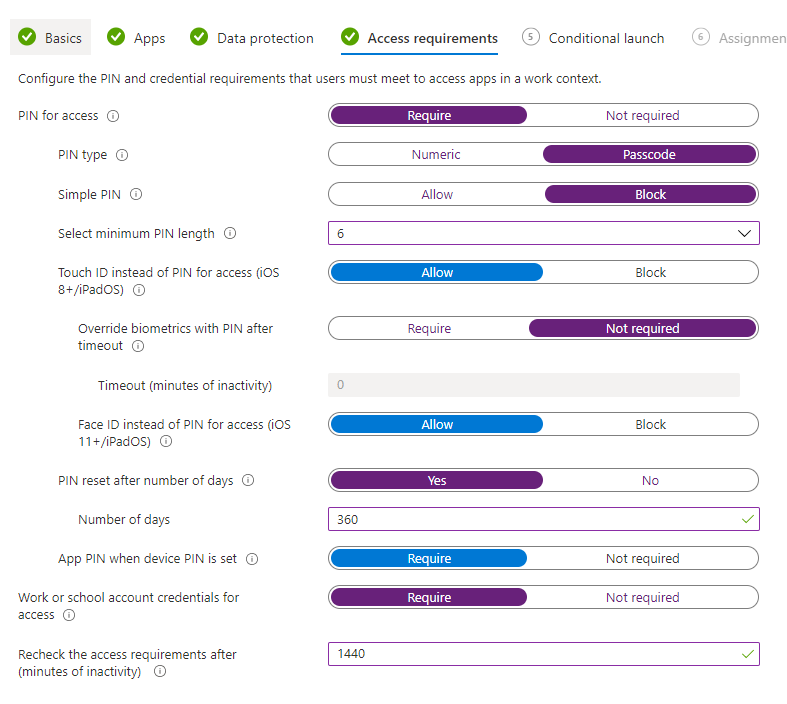 Basics Apps Data protection Access requirements 5 Conditional launch 6 Assignmen
Configure the PIN and credential requirements that users must meet to access apps in a work context.
PIN for access Require Not required
PIN type Numeric Passcode
Simple PIN Allow Block
Select minimum PIN length 6
Touch ID instead of PIN for access (iOS
8+/iPadOS) Allow Block
Override biometrics with PIN after
timeout Require Not required
Timeout (minutes of inactivity) 0
Face ID instead of PIN for access (iOS
11+/iPadOS) Allow Block
PIN reset after number of days Yes No
Number of days 360
App PIN when device PIN is set Require Not required
Work or school account credentials for
access Require Not required
Recheck the access requirements after
(minutes of inactivity) 1440